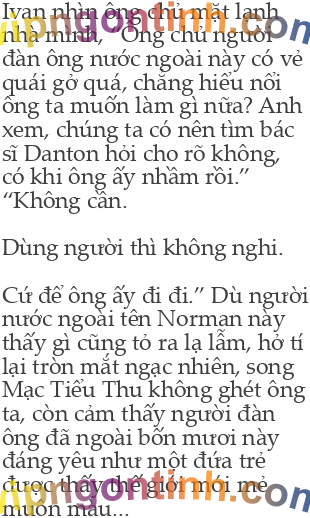 Ivan nhìn ông chủ mặt lạnh
nhà mình, “Ông chủ người
đàn ông nước ngoài này có vẻ
quái gở quá, chẳng hiểu nổi
ông ta muốn làm gì nữa? Anh
xem, chúng ta có nên tìm bác
sĩ Danton hỏi cho rõ không,
có khi ông ấy nhầm rồi.”
“Không cần.
Dùng người thì không nghi.
Cứ để ông ấy đi đi.” Dù người
nước ngoài tên Norman này
thấy gì cũng tỏ ra lạ lẫm, hở tí
lại tròn mắt ngạc nhiên, song
Mạc Tiểu Thu không ghét ông
ta, còn cảm thấy người đàn
ông đã ngoài bốn mươi này
đáng yêu như một đứa trẻ
được thấy thế giới mới mẻ
muôn màu...
vipngontinh.com
vipngontinh.com